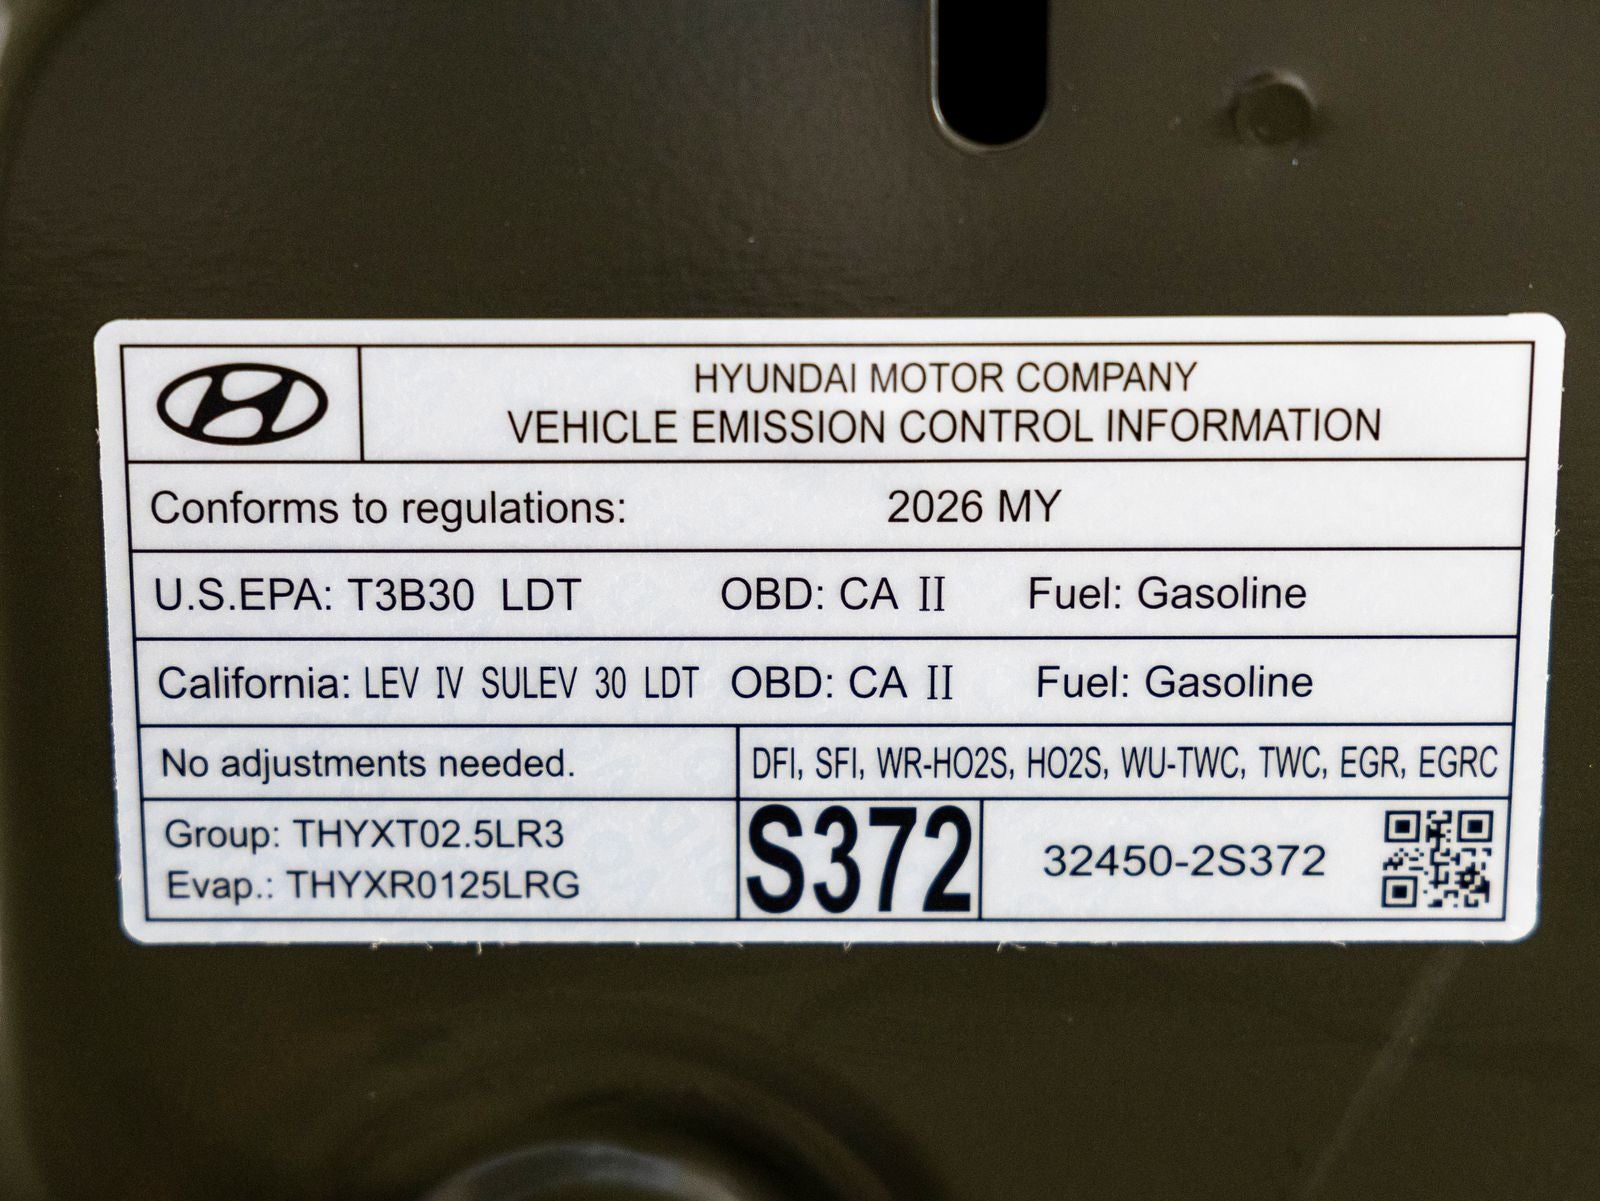 HYUNDAI MOTOR COMPANY
VEHICLE EMISSION CONTROL INFORMATION
Conforms to regulations: 2026 MY
U.S.EPA: T3B30 LDT OBD: CA II Fuel: Gasoline
California: LEV IV SULEV 30 LDT OBD: CA II Fuel: Gasoline
No adjustments needed. DFI, SFI, WR-HO2S, HO2S, WU-TWC, TWC, EGR, EGRC
Group: THYXT02.5LR3
Evap.: THYXR0125LRG
S372
32450-2S372